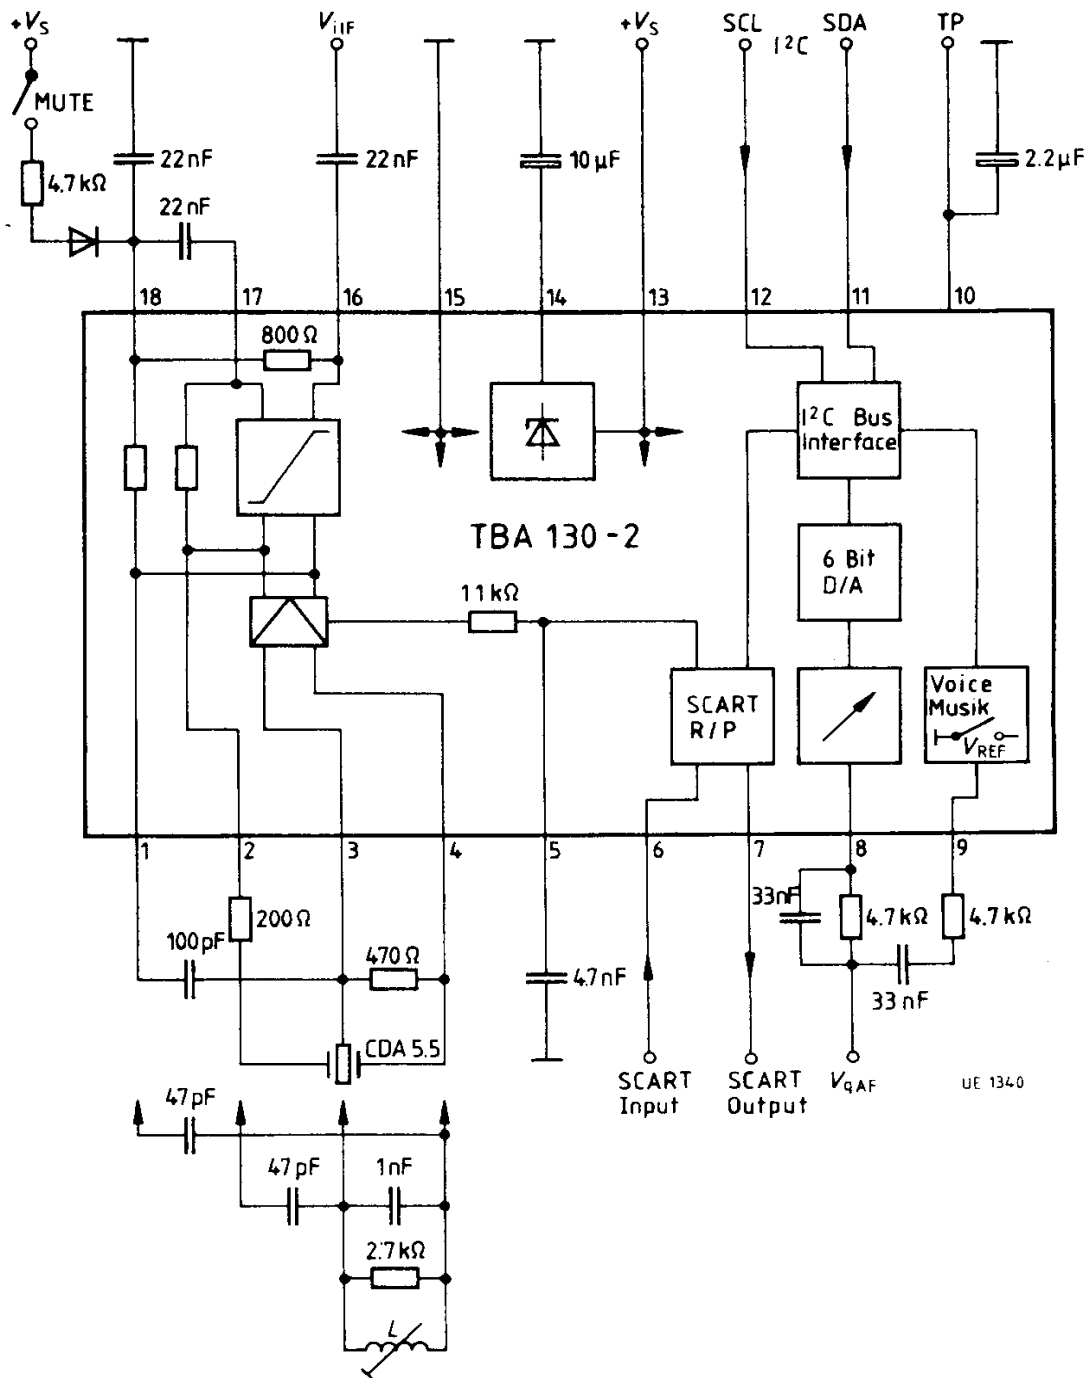 +VS
ViIF
+VS
SCL
I²C
SDA
TP
MUTE
4.7kΩ
22nF
22nF
22nF
10µF
2.2µF
18
17
16
15
14
13
12
11
10
800Ω
I²C Bus
Interface
TBA 130-2
6 Bit
D/A
11kΩ
SCART
R/P
Voice
Musik
VREF
1
2
3
4
5
6
7
8
9
200Ω
100pF
470Ω
CDA 5.5
4.7nF
33nF
4.7kΩ
4.7kΩ
33nF
SCART
Input
SCART
Output
VqAF
UE 1340
47pF
47pF
1nF
2.7kΩ
L